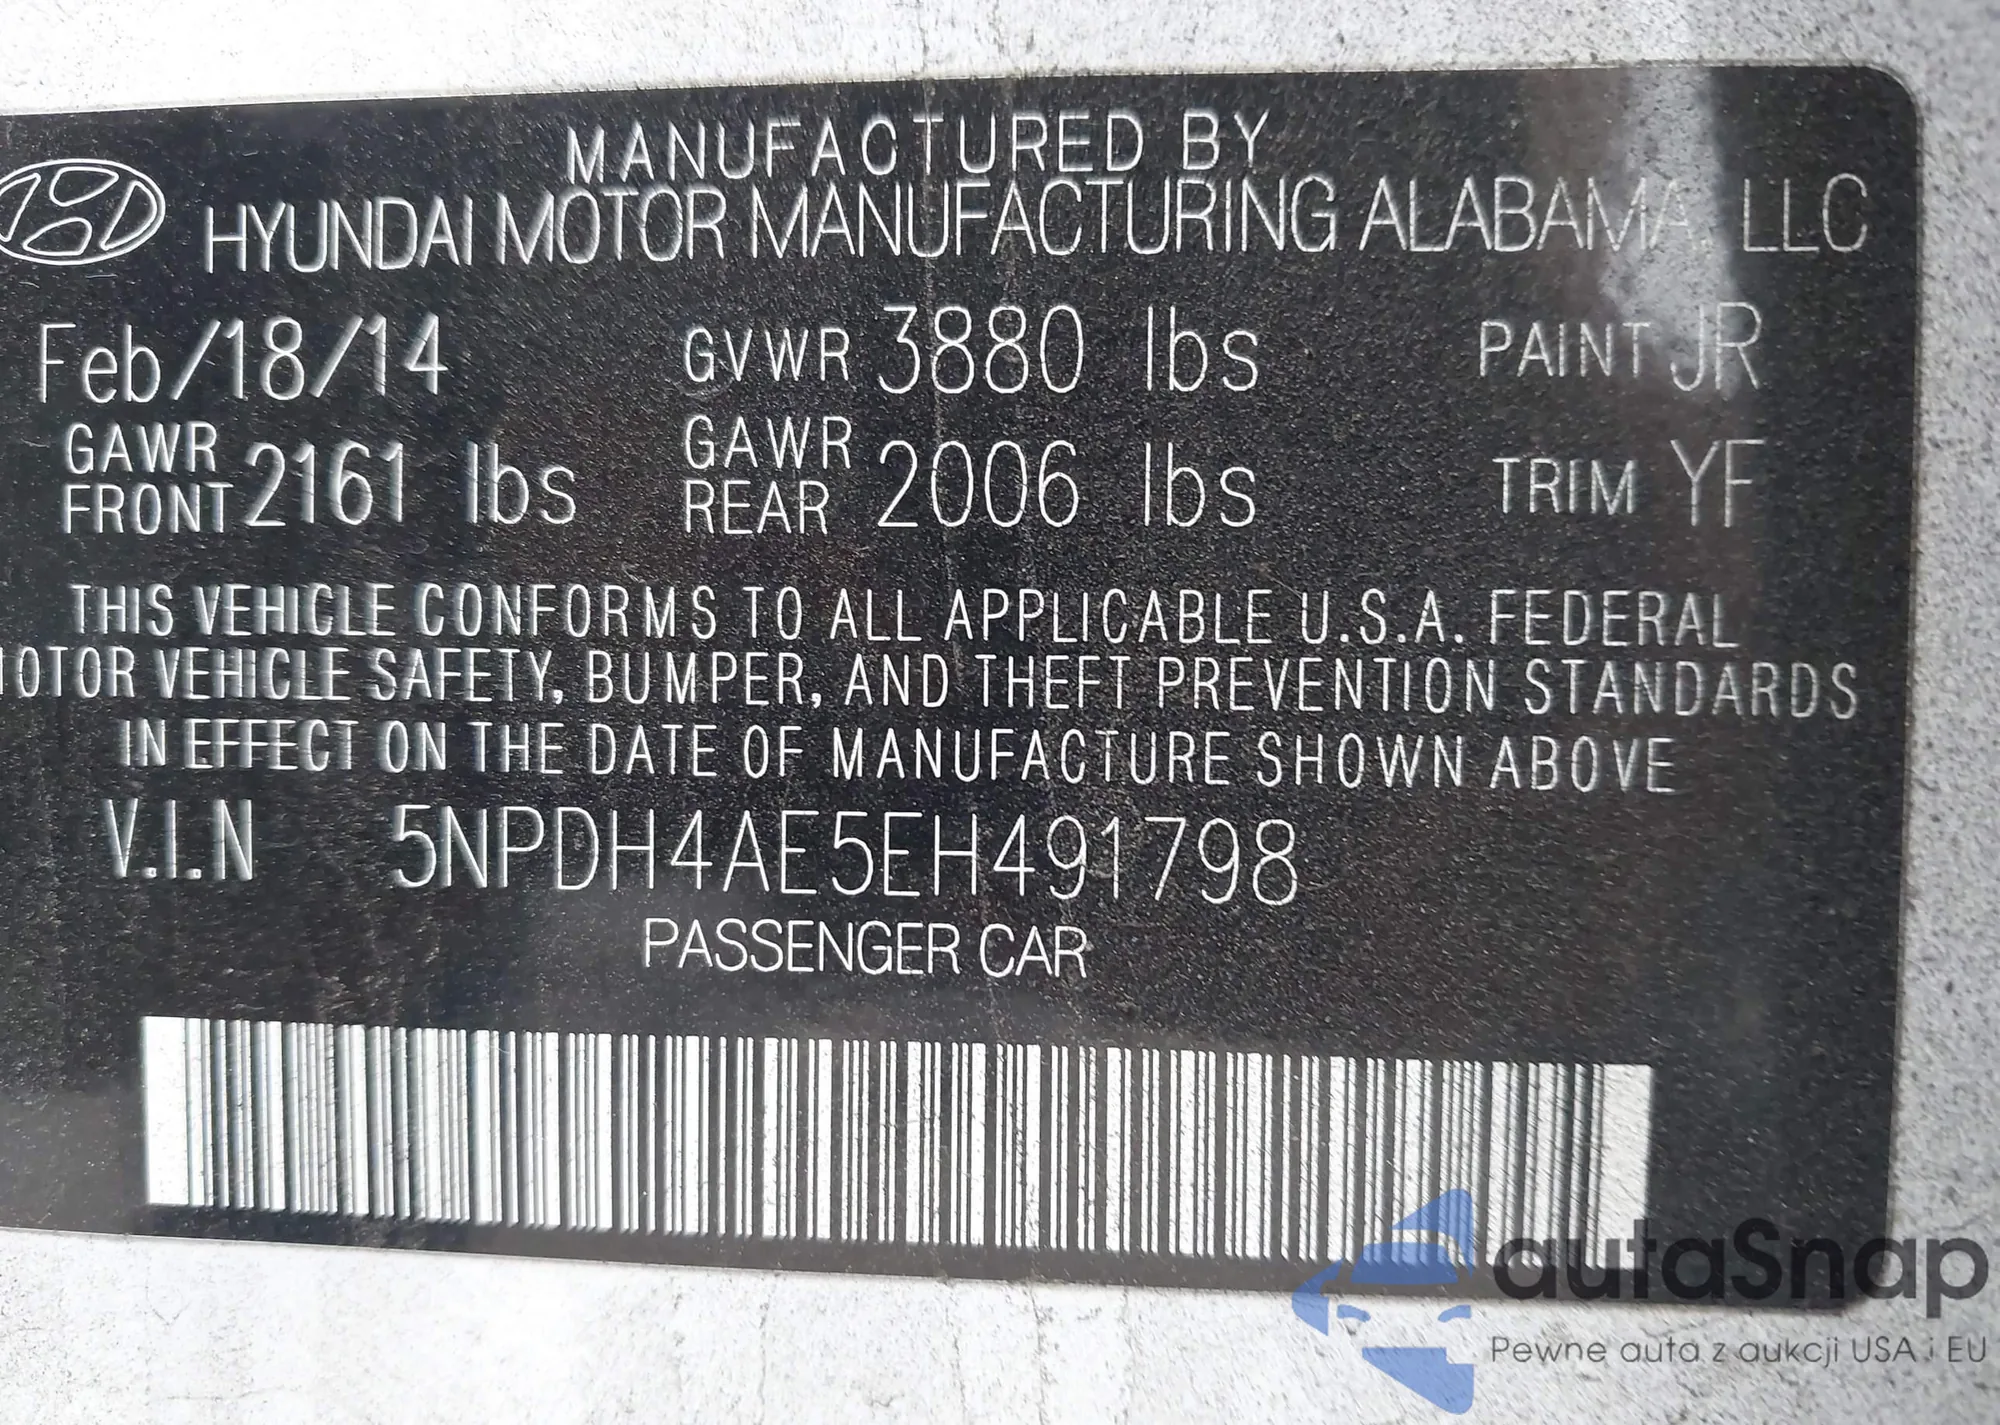 MANUFACTURED BY
HYUNDAI MOTOR MANUFACTURING ALABAMA, LLC
Feb/18/14 GVWR 3880 lbs PAINT JR
GAWR FRONT 2161 lbs GAWR REAR 2006 lbs TRIM YF
THIS VEHICLE CONFORMS TO ALL APPLICABLE U.S.A. FEDERAL
MOTOR VEHICLE SAFETY, BUMPER, AND THEFT PREVENTION STANDARDS
IN EFFECT ON THE DATE OF MANUFACTURE SHOWN ABOVE
V.I.N 5NPDH4AE5EH491798
PASSENGER CAR
autaSnap
Pewne auta z aukcji USA i EU